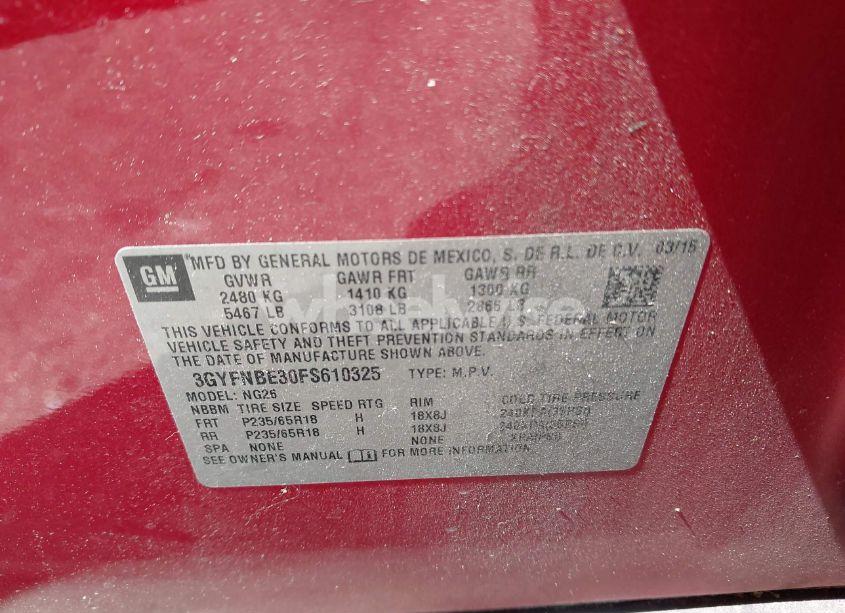 GM
MFD BY GENERAL MOTORS DE MEXICO, S. DE R.L. DE C.V. 03/15
GVWR GAWR FRT GAWR RR
2480 KG 1410 KG 1300 KG
5467 LB 3108 LB 2865 LB
THIS VEHICLE CONFORMS TO ALL APPLICABLE U.S. FEDERAL MOTOR
VEHICLE SAFETY AND THEFT PREVENTION STANDARDS IN EFFECT ON
THE DATE OF MANUFACTURE SHOWN ABOVE.
3GYFNBE30FS610325 TYPE: M.P.V.
MODEL: NG26
NBBM TIRE SIZE SPEED RTG RIM COLD TIRE PRESSURE
FRT P235/65R18 H 18X8J
RR P235/65R18 H 18X8J
SPA NONE NONE
SEE OWNER'S MANUAL FOR MORE INFORMATION